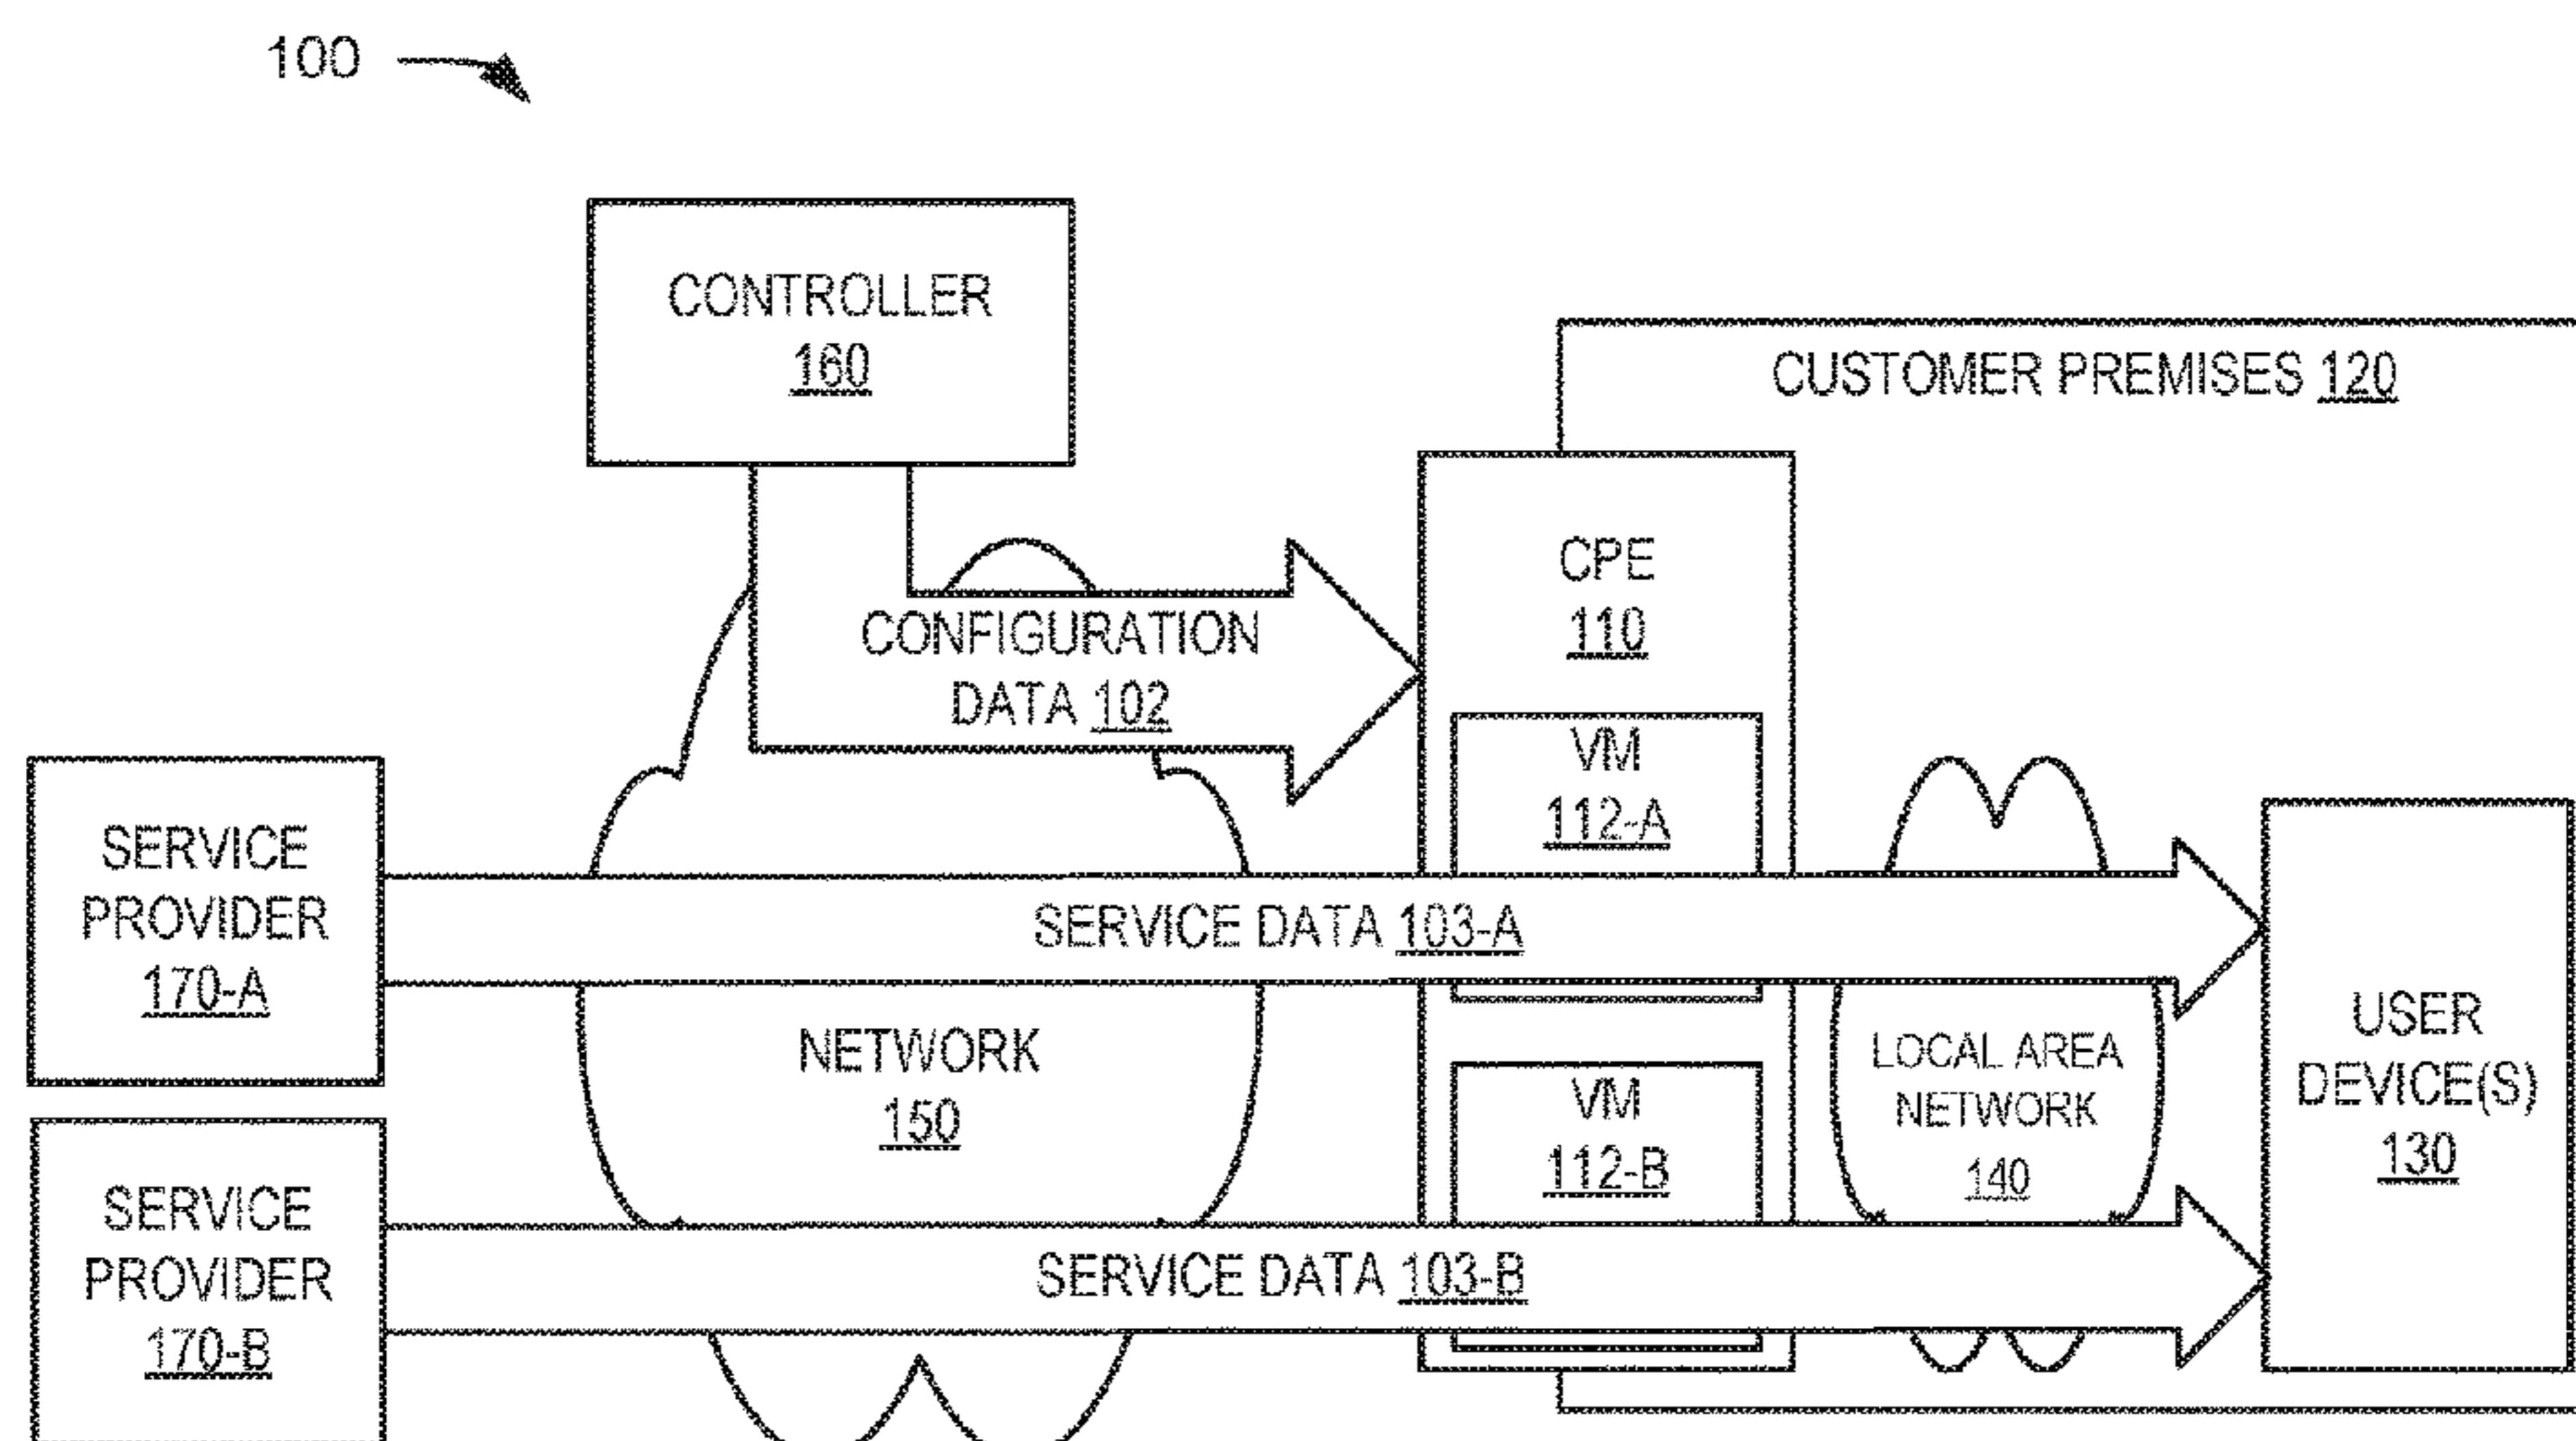 100
CONTROLLER
160
CUSTOMER PREMISES 120
CPE
110
CONFIGURATION
DATA 102
VM
112-A
SERVICE
PROVIDER
170-A
SERVICE DATA 103-A
NETWORK
150
VM
112-B
LOCAL AREA
NETWORK
140
USER
DEVICE(S)
130
SERVICE
PROVIDER
170-B
SERVICE DATA 103-B